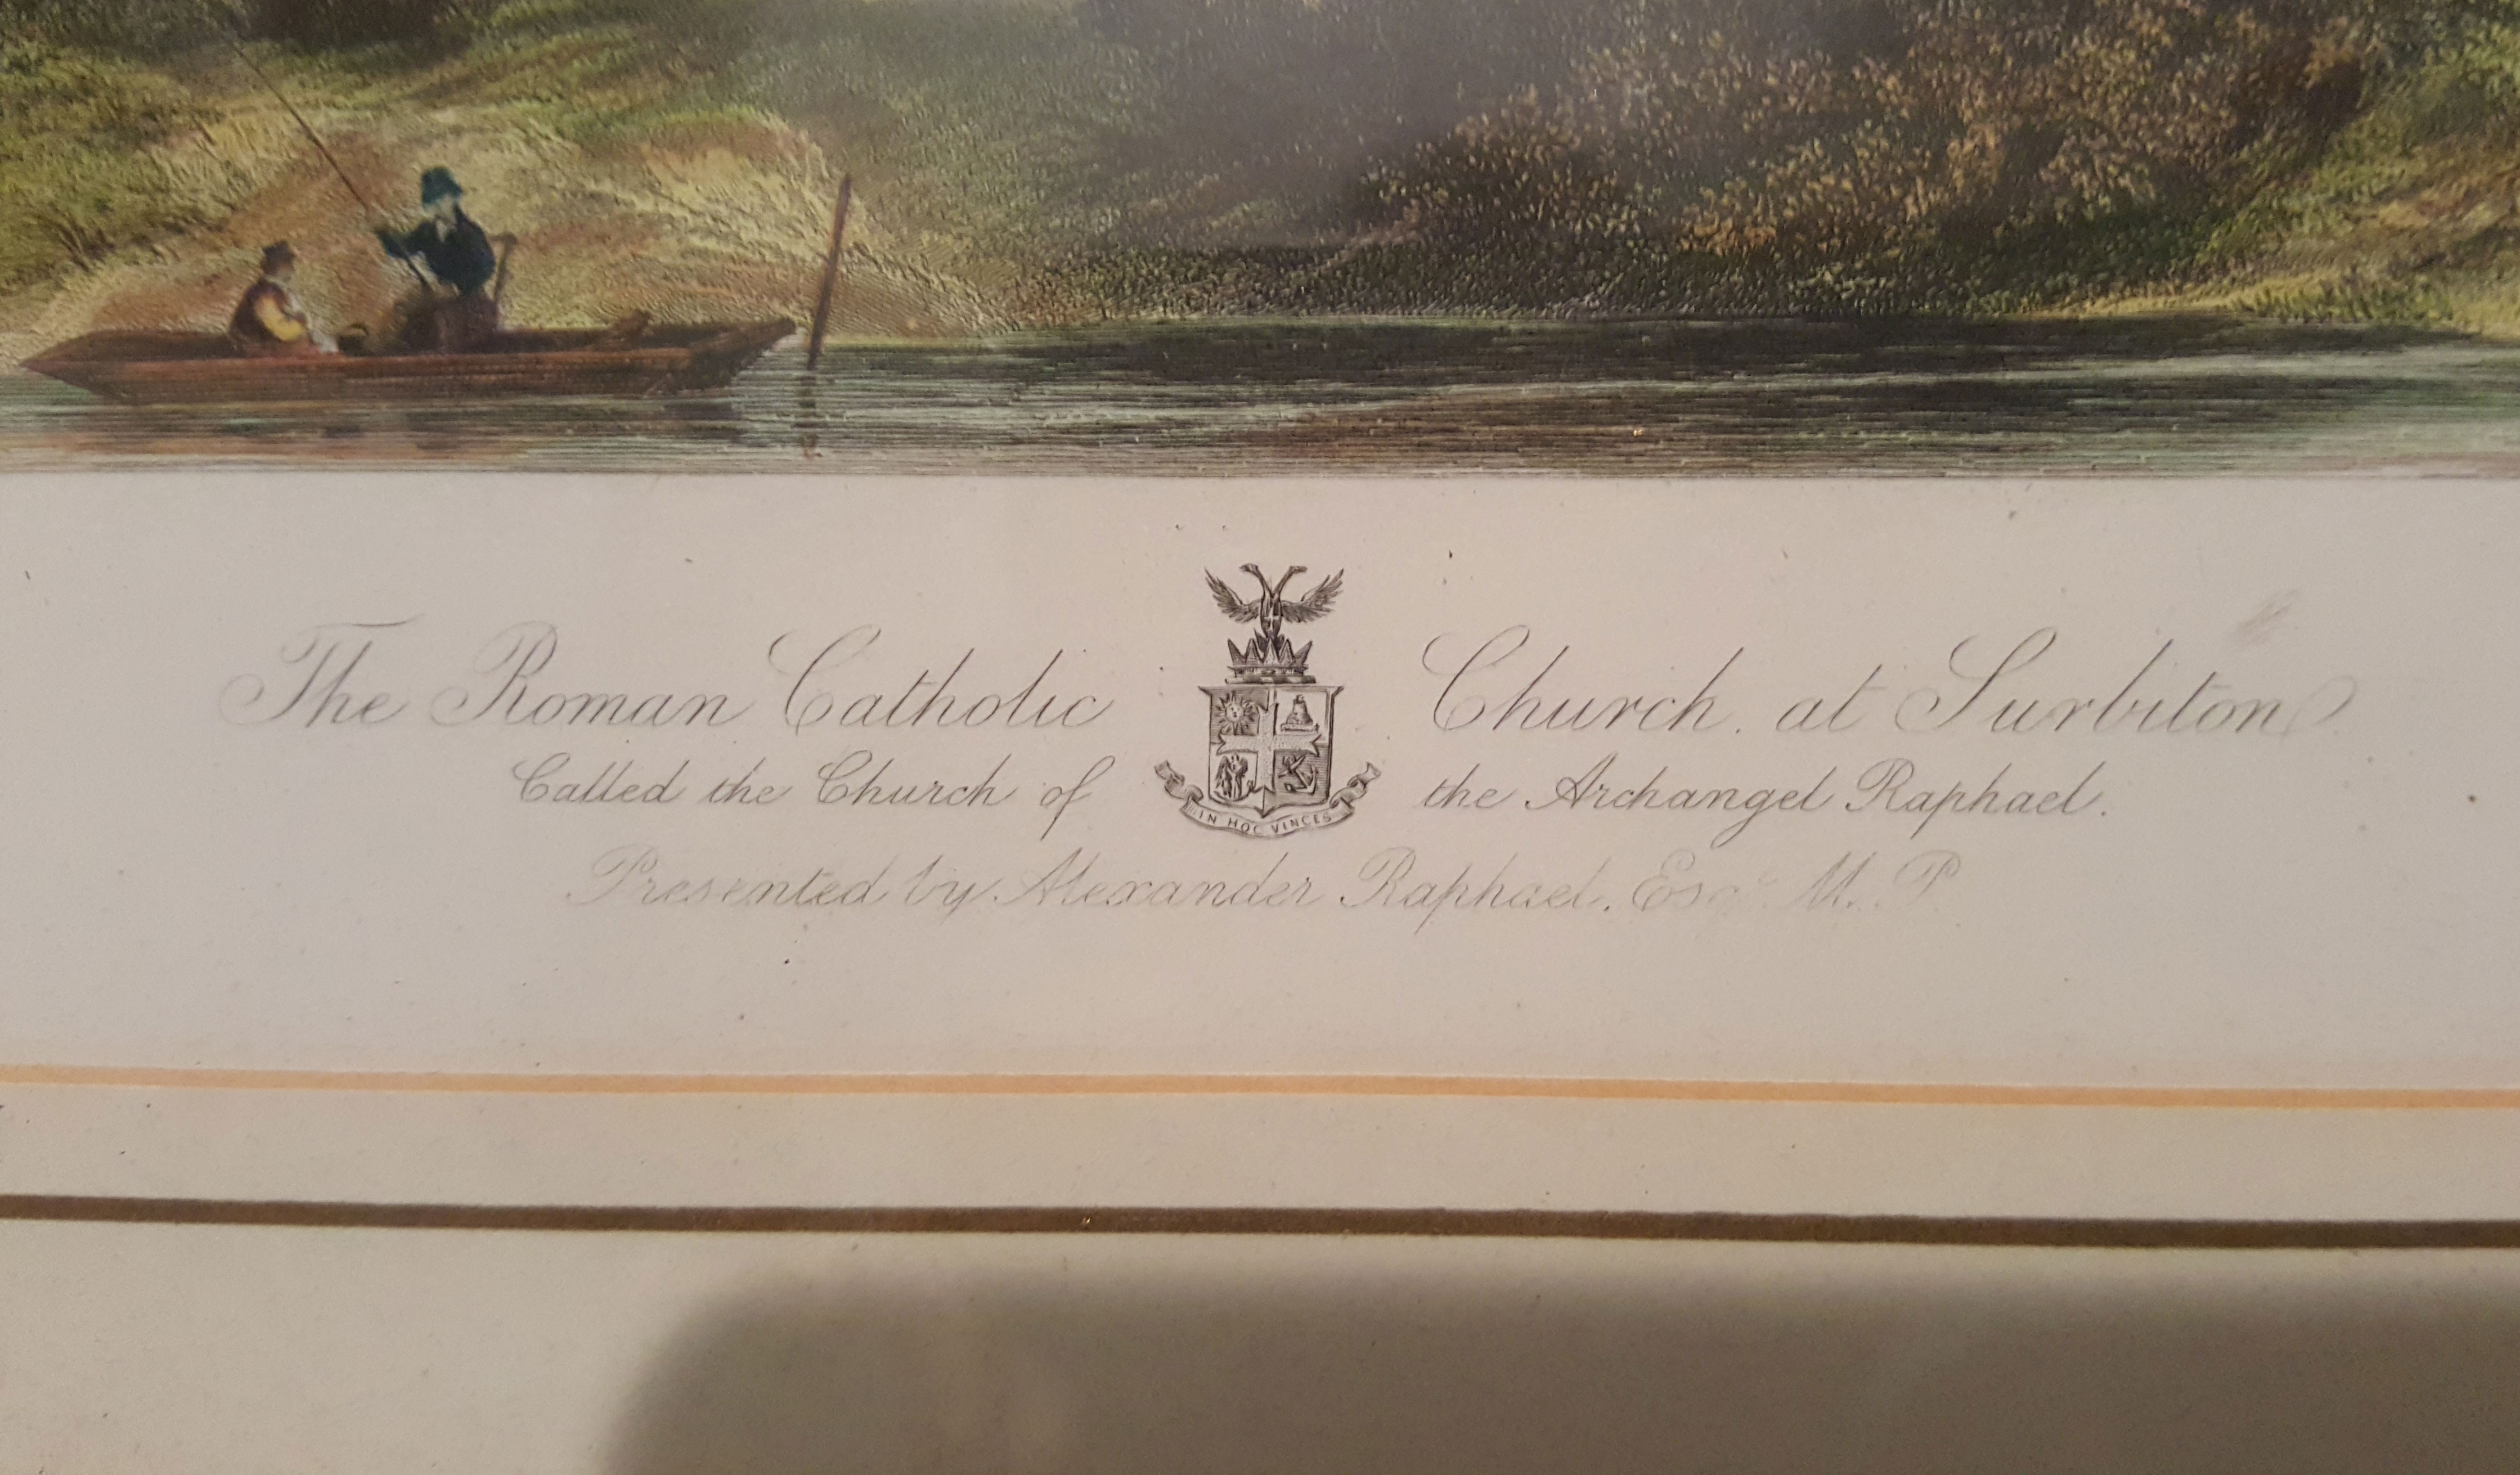 The Roman Catholic Church at Surbiton
Called the Church of the Archangel Raphael.
IN HOC VINCES
Presented by Alexander Raphael, Esqr. M.P